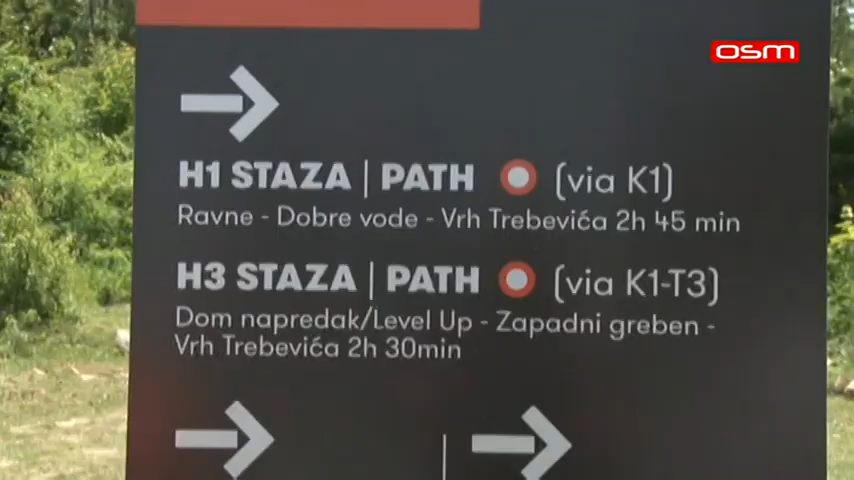 OSM
H1 STAZA | PATH (via K1)
Ravne - Dobre vode - Vrh Trebevića 2h 45 min
H3 STAZA | PATH (via K1-T3)
Dom napredak/Level Up - Zapadni greben -
Vrh Trebevića 2h 30min